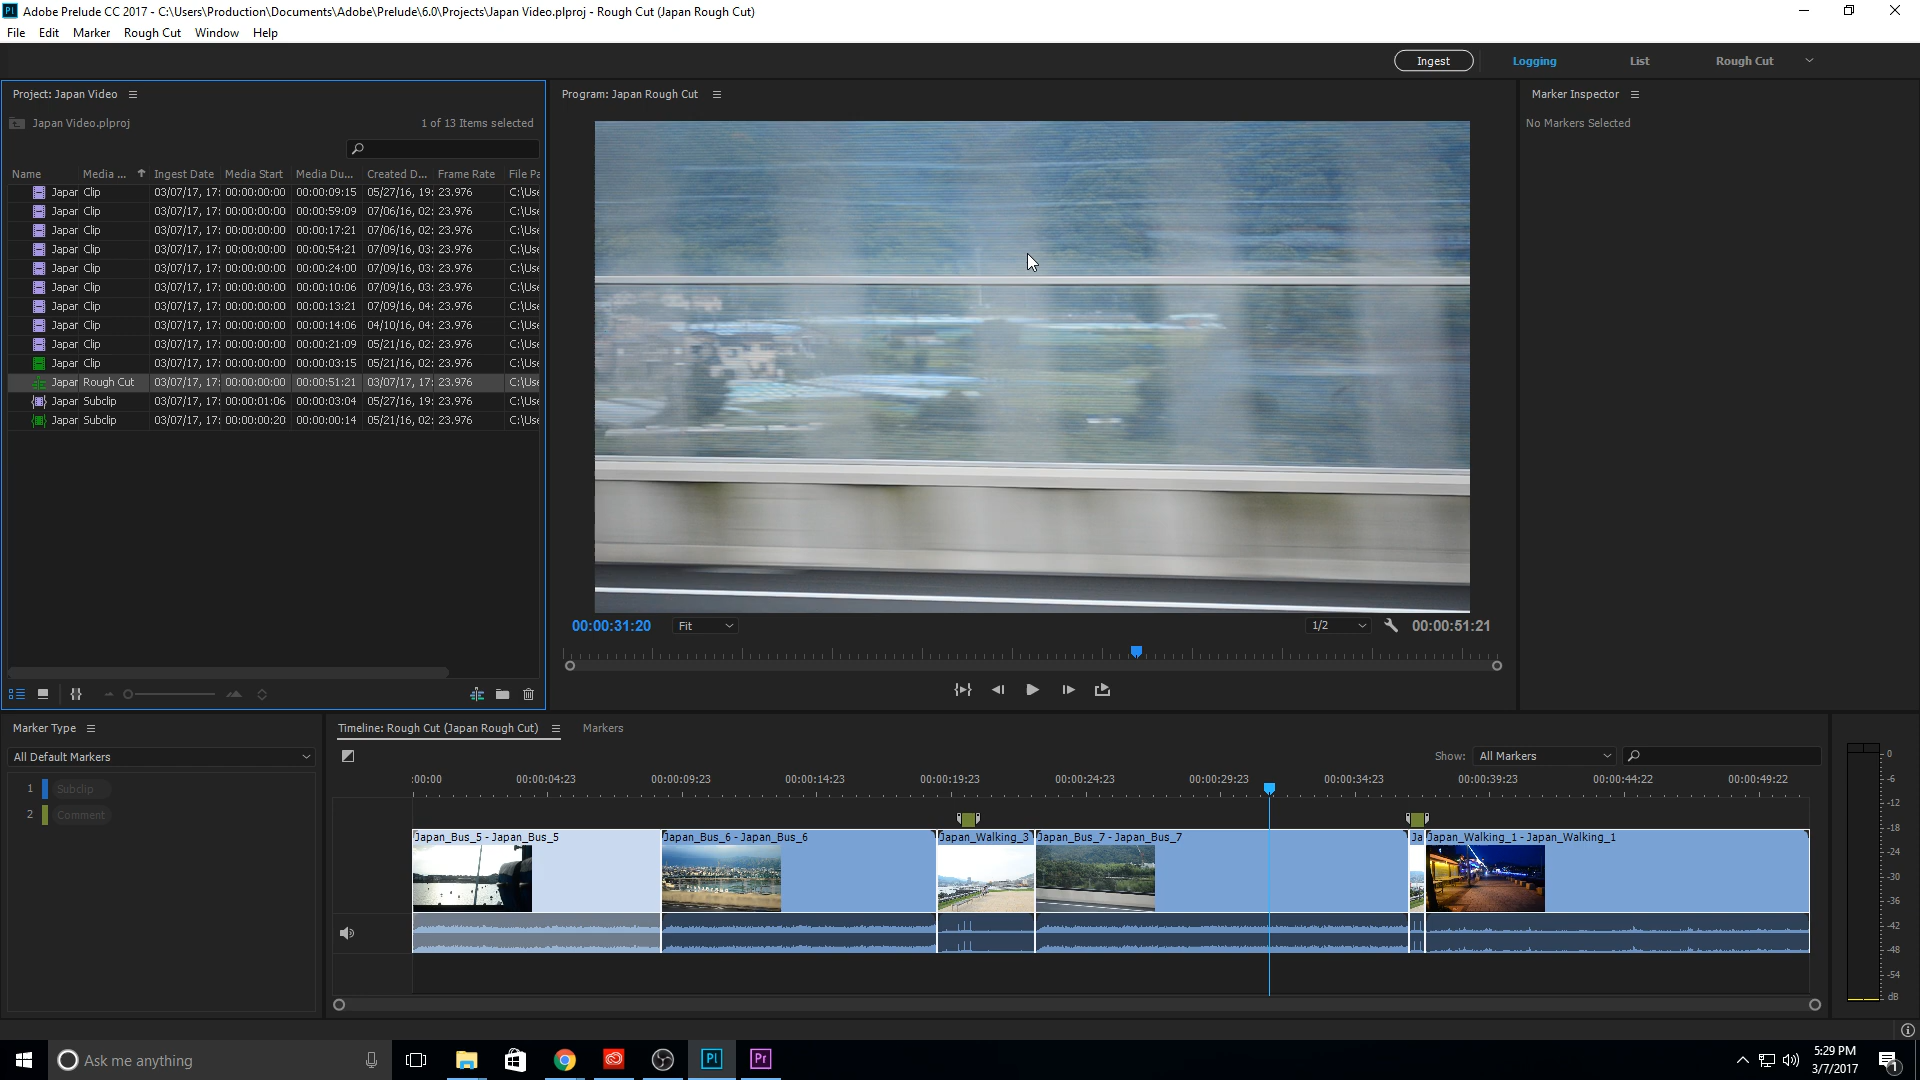 Adobe Prelude CC 2017 - C:\Users\Production\Documents\Adobe\Prelude\6.0\Projects\Japan Video.plproj - Rough Cut (Japan Rough Cut)
File Edit Marker Rough Cut Window Help
Ingest Logging List Rough Cut
Project: Japan Video
Japan Video.plproj 1 of 13 Items selected
Name Media ... Ingest Date Media Start Media Du... Created D... Frame Rate File Pa
Japar Clip 03/07/17, 17: 00:00:00:00 00:00:09:15 05/27/16, 19: 23.976 C:\Use
Japar Clip 03/07/17, 17: 00:00:00:00 00:00:59:09 07/06/16, 02: 23.976 C:\Use
Japar Clip 03/07/17, 17: 00:00:00:00 00:00:17:21 07/06/16, 02: 23.976 C:\Use
Japar Clip 03/07/17, 17: 00:00:00:00 00:00:54:21 07/09/16, 03: 23.976 C:\Use
Japar Clip 03/07/17, 17: 00:00:00:00 00:00:24:00 07/09/16, 03: 23.976 C:\Use
Japar Clip 03/07/17, 17: 00:00:00:00 00:00:10:06 07/09/16, 03: 23.976 C:\Use
Japar Clip 03/07/17, 17: 00:00:00:00 00:00:13:21 07/09/16, 04: 23.976 C:\Use
Japar Clip 03/07/17, 17: 00:00:00:00 00:00:14:06 04/10/16, 04: 23.976 C:\Use
Japar Clip 03/07/17, 17: 00:00:00:00 00:00:21:09 05/21/16, 02: 23.976 C:\Use
Japar Clip 03/07/17, 17: 00:00:00:00 00:00:03:15 05/21/16, 02: 23.976 C:\Use
Japar Rough Cut 03/07/17, 17: 00:00:00:00 00:00:51:21 03/07/17, 17: 23.976 C:\Use
Japar Subclip 03/07/17, 17: 00:00:01:06 00:00:03:04 05/27/16, 19: 23.976 C:\Use
Japar Subclip 03/07/17, 17: 00:00:00:20 00:00:00:14 05/21/16, 02: 23.976 C:\Use
Program: Japan Rough Cut
00:00:31:20 Fit 1/2 00:00:51:21
Marker Inspector
No Markers Selected
Marker Type
All Default Markers
1 Subclip
2 Comment
Timeline: Rough Cut (Japan Rough Cut) Markers
Show: All Markers
:00:00 00:00:04:23 00:00:09:23 00:00:14:23 00:00:19:23 00:00:24:23 00:00:29:23 00:00:34:23 00:00:39:23 00:00:44:22 00:00:49:22
Japan_Bus_5 - Japan_Bus_5 Japan_Bus_6 - Japan_Bus_6 Japan_Walking_3 Japan_Bus_7 - Japan_Bus_7 Ja Japan_Walking_1 - Japan_Walking_1
0
-6
-12
-18
-24
-30
-36
-42
-48
-54
dB
Ask me anything
Pl
Pr
5:29 PM
3/7/2017
1